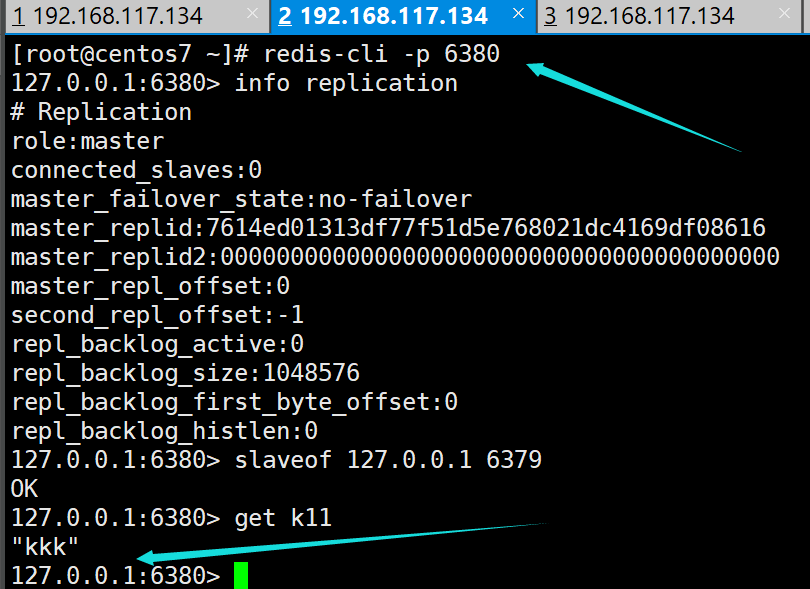 1 192.168.117.134 × 2 192.168.117.134 × 3 192.168.117.134 ×
[root@centos7 ~]# redis-cli -p 6380
127.0.0.1:6380> info replication
# Replication
role:master
connected_slaves:0
master_failover_state:no-failover
master_replid:7614ed01313df77f51d5e768021dc4169df08616
master_replid2:0000000000000000000000000000000000000000
master_repl_offset:0
second_repl_offset:-1
repl_backlog_active:0
repl_backlog_size:1048576
repl_backlog_first_byte_offset:0
repl_backlog_histlen:0
127.0.0.1:6380> slaveof 127.0.0.1 6379
OK
127.0.0.1:6380> get k11
"kkk"
127.0.0.1:6380>